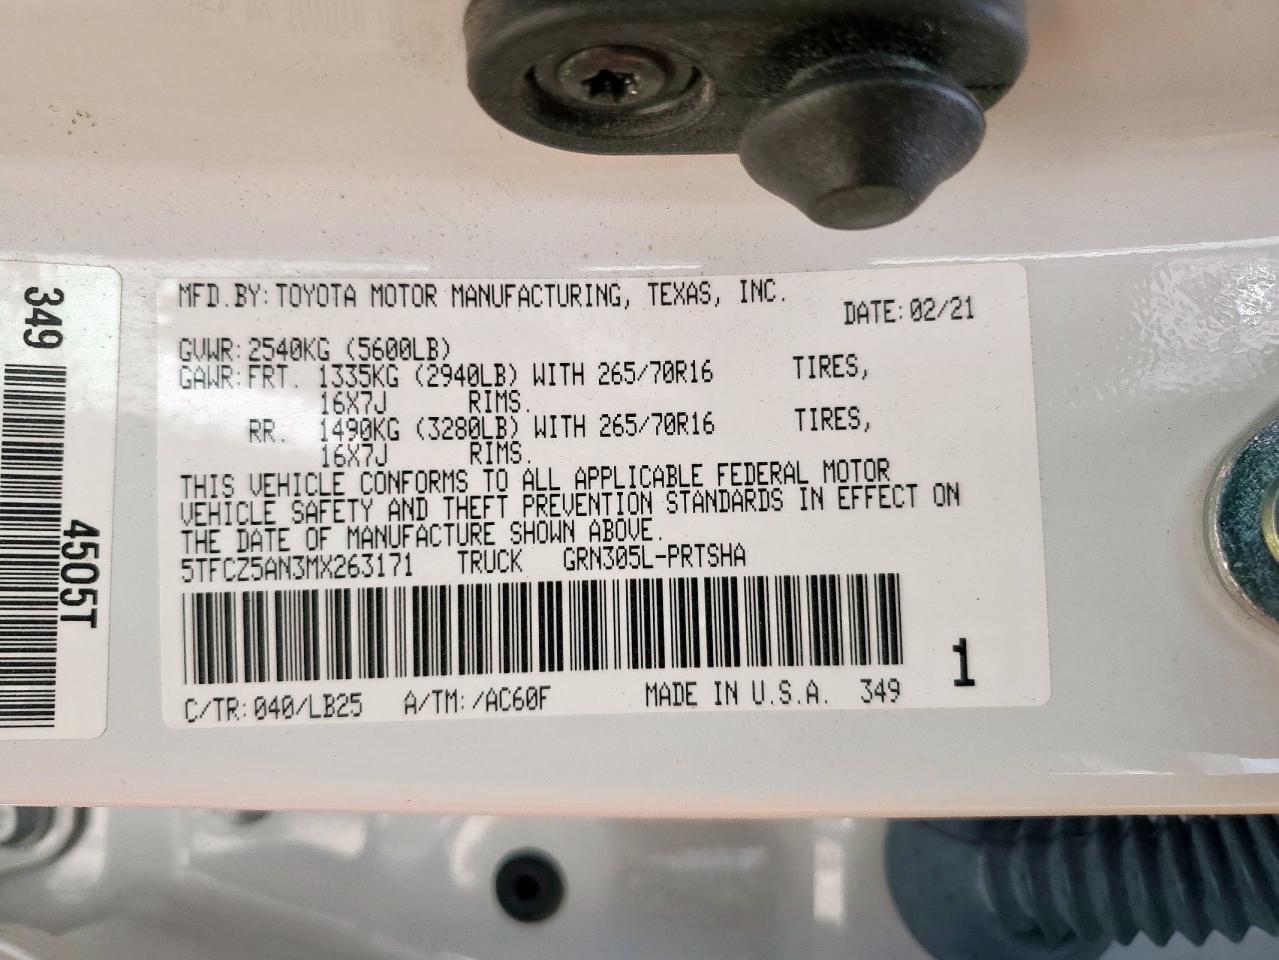 349
4505T
MFD.BY:TOYOTA MOTOR MANUFACTURING, TEXAS, INC.
DATE:02/21
GVWR:2540KG (5600LB)
GAWR:FRT. 1335KG (2940LB) WITH 265/70R16 TIRES,
16X7J RIMS.
RR. 1490KG (3280LB) WITH 265/70R16 TIRES,
16X7J RIMS.
THIS VEHICLE CONFORMS TO ALL APPLICABLE FEDERAL MOTOR
VEHICLE SAFETY AND THEFT PREVENTION STANDARDS IN EFFECT ON
THE DATE OF MANUFACTURE SHOWN ABOVE.
5TFCZ5AN3MX263171 TRUCK GRN305L-PRTSHA
C/TR:040/LB25 A/TM:/AC60F MADE IN U.S.A. 349
1